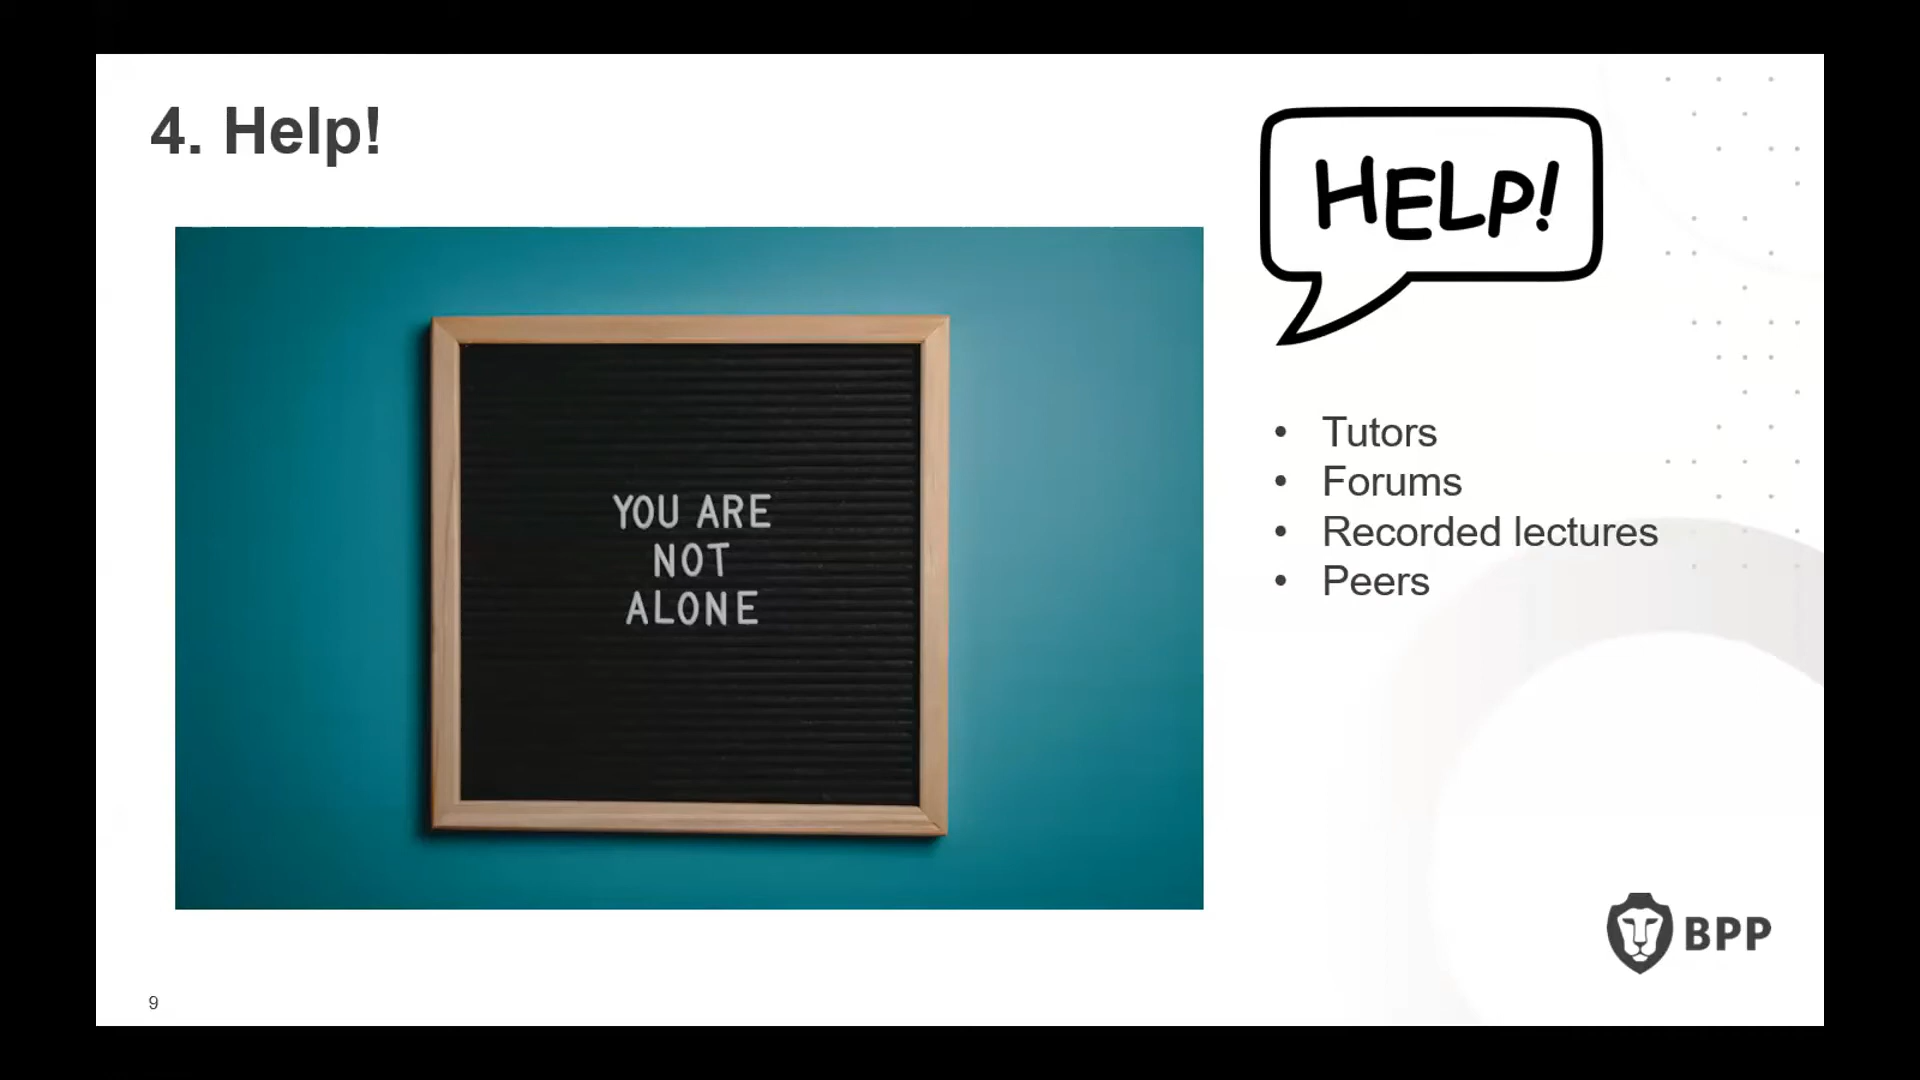 4. Help!
HELP!
YOU ARE
NOT
ALONE
• Tutors
• Forums
• Recorded lectures
• Peers
BPP
9